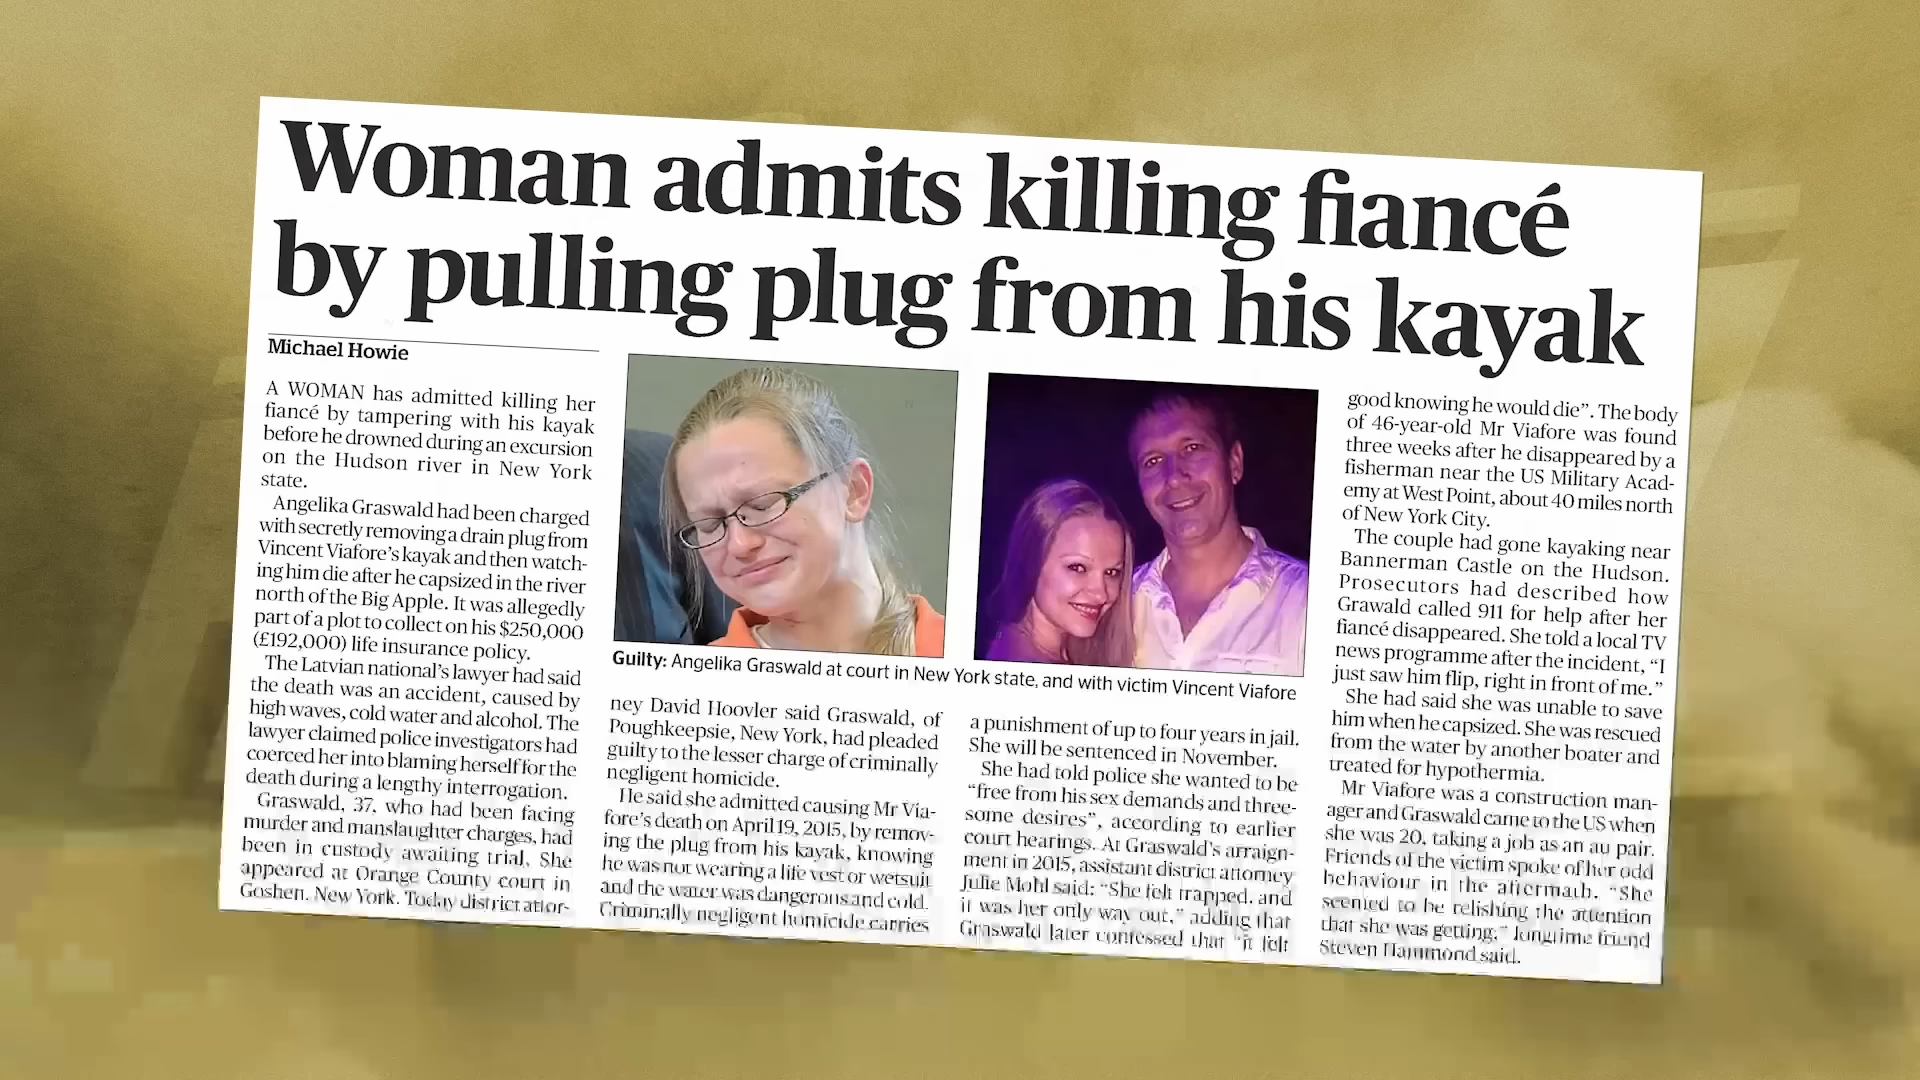 Woman admits killing fiancé
by pulling plug from his kayak
Michael Howie
A WOMAN has admitted killing her
fiancé by tampering with his kayak
before he drowned during an excursion
on the Hudson river in New York
state.
Angelika Graswald had been charged
with secretly removing a drain plug from
Vincent Viafore's kayak and then watch-
ing him die after he capsized in the river
north of the Big Apple. It was allegedly
part of a plot to collect on his $250,000
(£192,000) life insurance policy.
The Latvian national's lawyer had said
the death was an accident, caused by
high waves, cold water and alcohol. The
lawyer claimed police investigators had
coerced her into blaming herself for the
death during a lengthy interrogation.
Graswald, 37, who had been facing
murder and manslaughter charges, had
been in custody awaiting trial. She
appeared at Orange County court in
Goshen, New York. Today district attor-
Guilty: Angelika Graswald at court in New York state, and with victim Vincent Viafore
ney David Hoovler said Graswald, of
Poughkeepsie, New York, had pleaded
guilty to the lesser charge of criminally
negligent homicide.
He said she admitted causing Mr Via-
fore's death on April 19, 2015, by remov-
ing the plug from his kayak, knowing
he was not wearing a life vest or wetsuit
and the water was dangerous and cold.
Criminally negligent homicide carries
a punishment of up to four years in jail.
She will be sentenced in November.
She had told police she wanted to be
"free from his sex demands and three-
some desires", according to earlier
court hearings. At Graswald's arraign-
ment in 2015, assistant district attorney
Julie Mohl said: "She felt trapped, and
it was her only way out," adding that
Graswald later confessed that "it felt
good knowing he would die". The body
of 46-year-old Mr Viafore was found
three weeks after he disappeared by a
fisherman near the US Military Acad-
emy at West Point, about 40 miles north
of New York City.
The couple had gone kayaking near
Bannerman Castle on the Hudson.
Prosecutors had described how
Grawald called 911 for help after her
fiancé disappeared. She told a local TV
news programme after the incident, "I
just saw him flip, right in front of me."
She had said she was unable to save
him when he capsized. She was rescued
from the water by another boater and
treated for hypothermia.
Mr Viafore was a construction man-
ager and Graswald came to the US when
she was 20, taking a job as an au pair.
Friends of the victim spoke of her odd
behaviour in the aftermath. "She
seemed to be relishing the attention
that she was getting," longtime friend
Steven Hammond said.